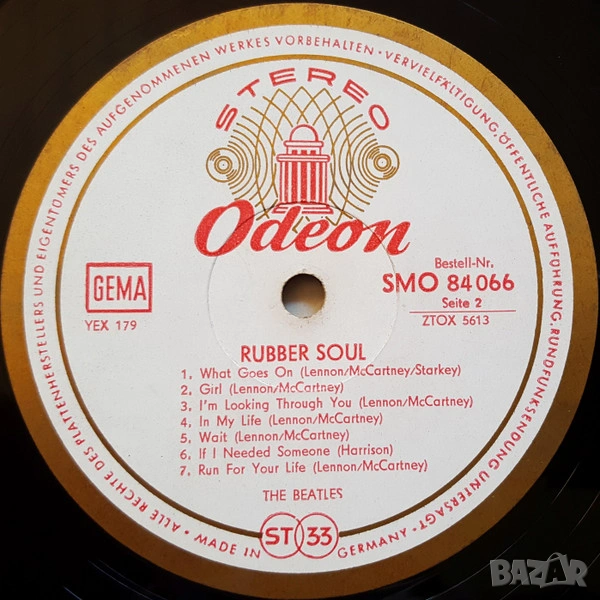 · ALLE RECHTE DES PLATTENHERSTELLERS UND EIGENTÜMERS DES AUFGENOMMENEN WERKES VORBEHALTEN · VERVIELFÄLTIGUNG, ÖFFENTLICHE AUFFÜHRUNG, RUNDFUNKSENDUNG UNTERSAGT ·
STEREO
Odeon
GEMA
YEX 179
Bestell-Nr.
SMO 84 066
Seite 2
ZTOX 5613
RUBBER SOUL
1. What Goes On (Lennon/McCartney/Starkey)
2. Girl (Lennon/McCartney)
3. I'm Looking Through You (Lennon/McCartney)
4. In My Life (Lennon/McCartney)
5. Wait (Lennon/McCartney)
6. If I Needed Someone (Harrison)
7. Run For Your Life (Lennon/McCartney)
THE BEATLES
· MADE IN ST 33 GERMANY ·
BAZAR